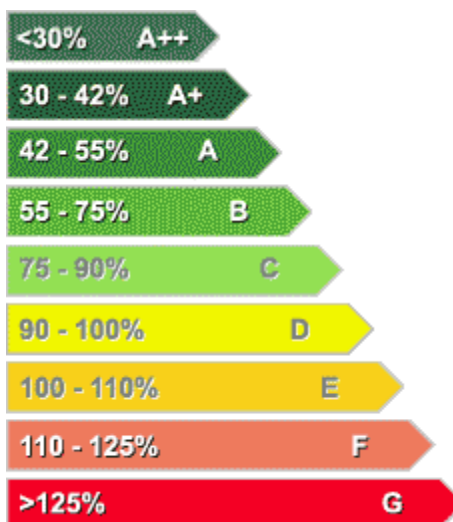 <30% A++
30 - 42% A+
42 - 55% A
55 - 75% B
75 - 90% C
90 - 100% D
100 - 110% E
110 - 125% F
>125% G